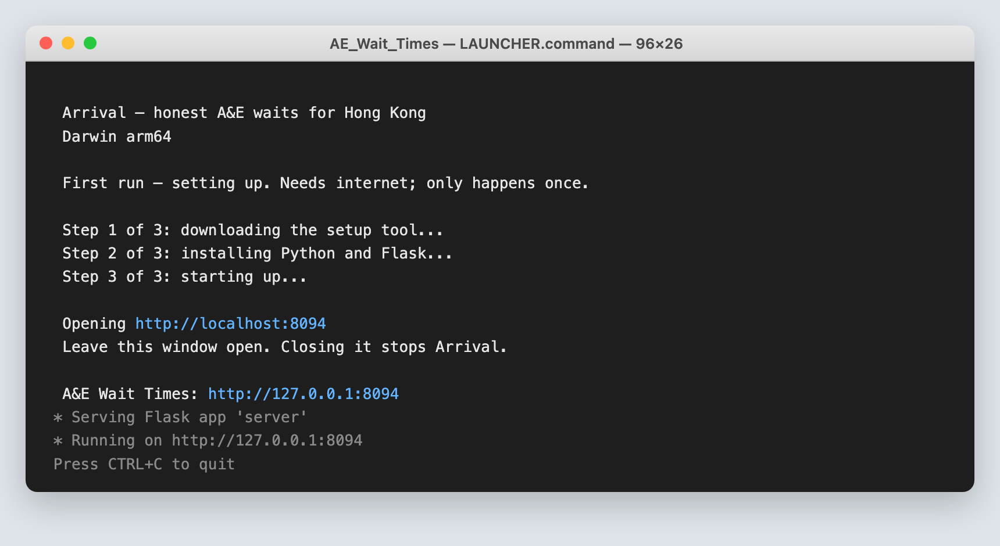 AE_Wait_Times — LAUNCHER.command — 96×26
Arrival — honest A&E waits for Hong Kong
Darwin arm64
First run — setting up. Needs internet; only happens once.
Step 1 of 3: downloading the setup tool...
Step 2 of 3: installing Python and Flask...
Step 3 of 3: starting up...
Opening http://localhost:8094
Leave this window open. Closing it stops Arrival.
A&E Wait Times: http://127.0.0.1:8094
* Serving Flask app 'server'
* Running on http://127.0.0.1:8094
Press CTRL+C to quit